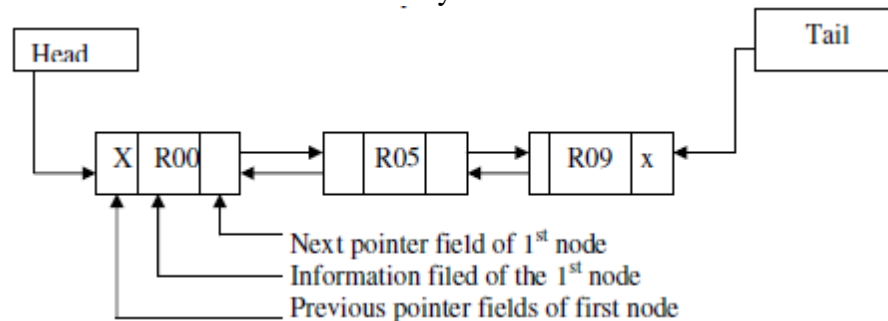 Head
Tail
X R00
R05
R09 x
Next pointer field of 1st node
Information filed of the 1st node
Previous pointer fields of first node